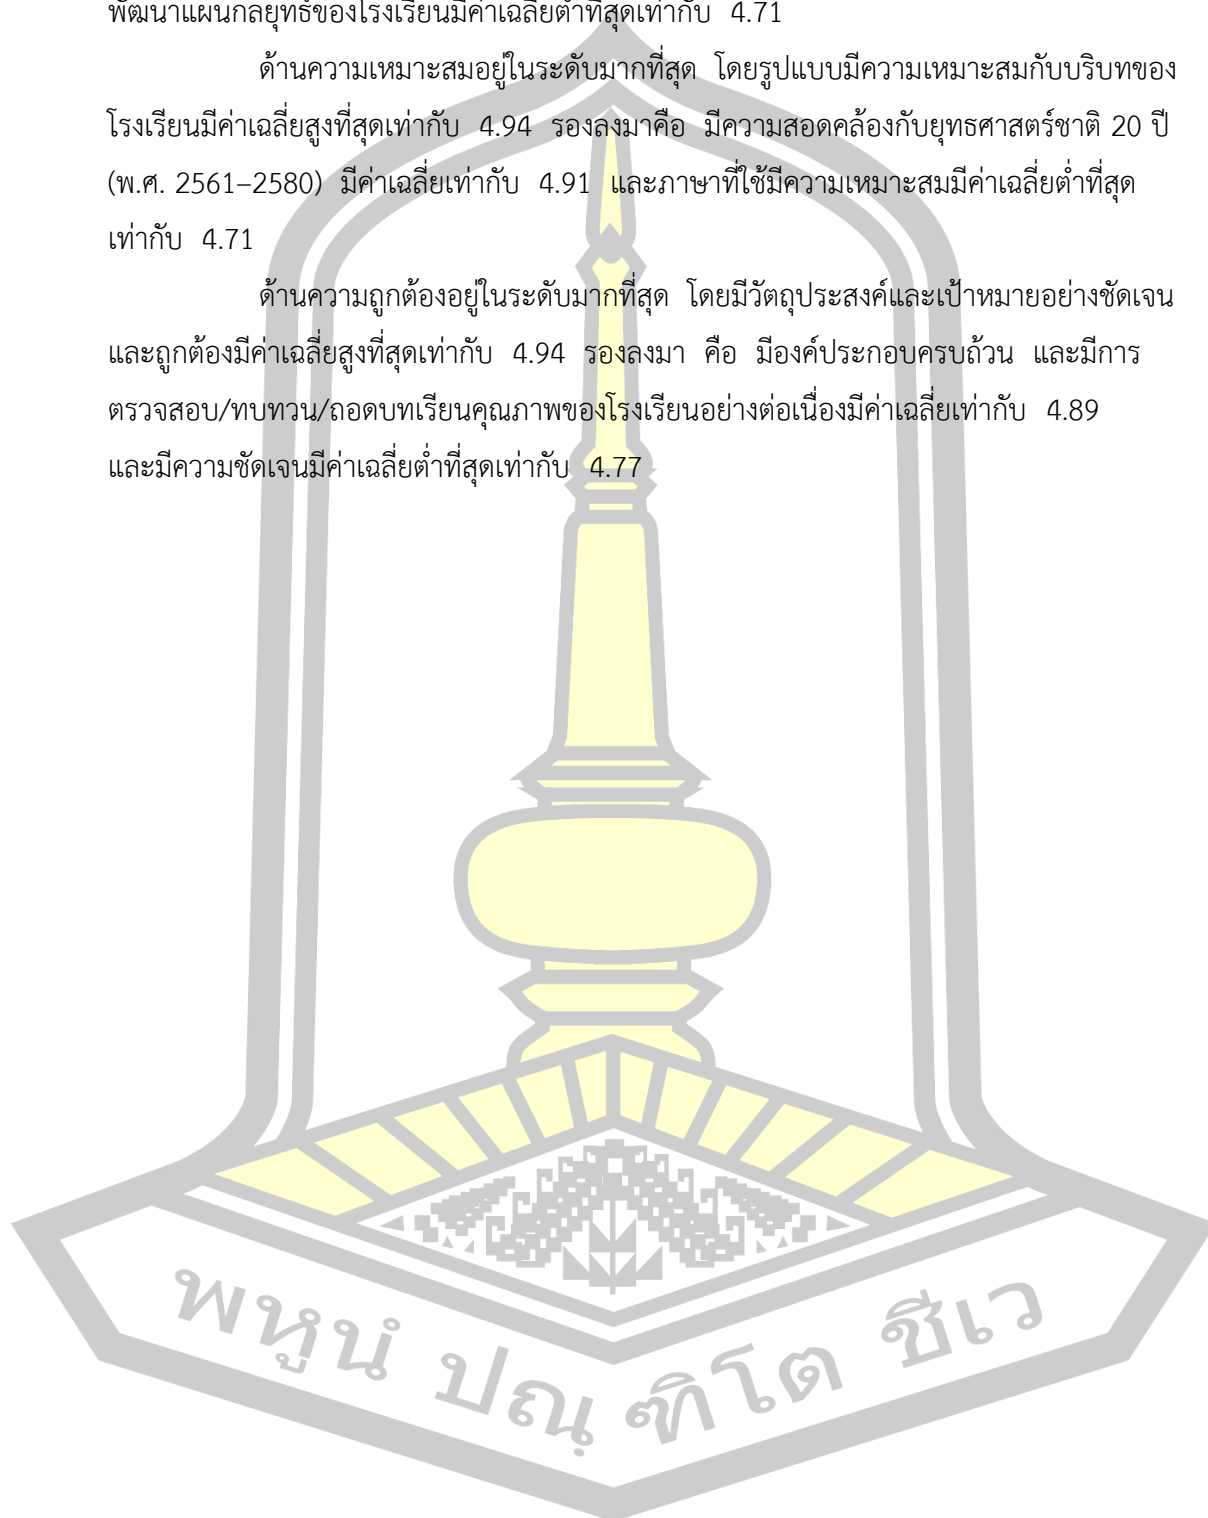 พัฒนาแผนกลยุทธ์ของโรงเรียนมีค่าเฉลี่ยต่ำที่สุดเท่ากับ 4.71
ด้านความเหมาะสมอยู่ในระดับมากที่สุด โดยรูปแบบมีความเหมาะสมกับบริบทของ
โรงเรียนมีค่าเฉลี่ยสูงที่สุดเท่ากับ 4.94 รองลงมาคือ มีความสอดคล้องกับยุทธศาสตร์ชาติ 20 ปี
(พ.ศ. 2561–2580) มีค่าเฉลี่ยเท่ากับ 4.91 และภาษาที่ใช้มีความเหมาะสมมีค่าเฉลี่ยต่ำที่สุด
เท่ากับ 4.71
ด้านความถูกต้องอยู่ในระดับมากที่สุด โดยมีวัตถุประสงค์และเป้าหมายอย่างชัดเจน
และถูกต้องมีค่าเฉลี่ยสูงที่สุดเท่ากับ 4.94 รองลงมา คือ มีองค์ประกอบครบถ้วน และมีการ
ตรวจสอบ/ทบทวน/ถอดบทเรียนคุณภาพของโรงเรียนอย่างต่อเนื่องมีค่าเฉลี่ยเท่ากับ 4.89
และมีความชัดเจนมีค่าเฉลี่ยต่ำที่สุดเท่ากับ 4.77
พหูนํ ปณฺฑิโต ชีเว